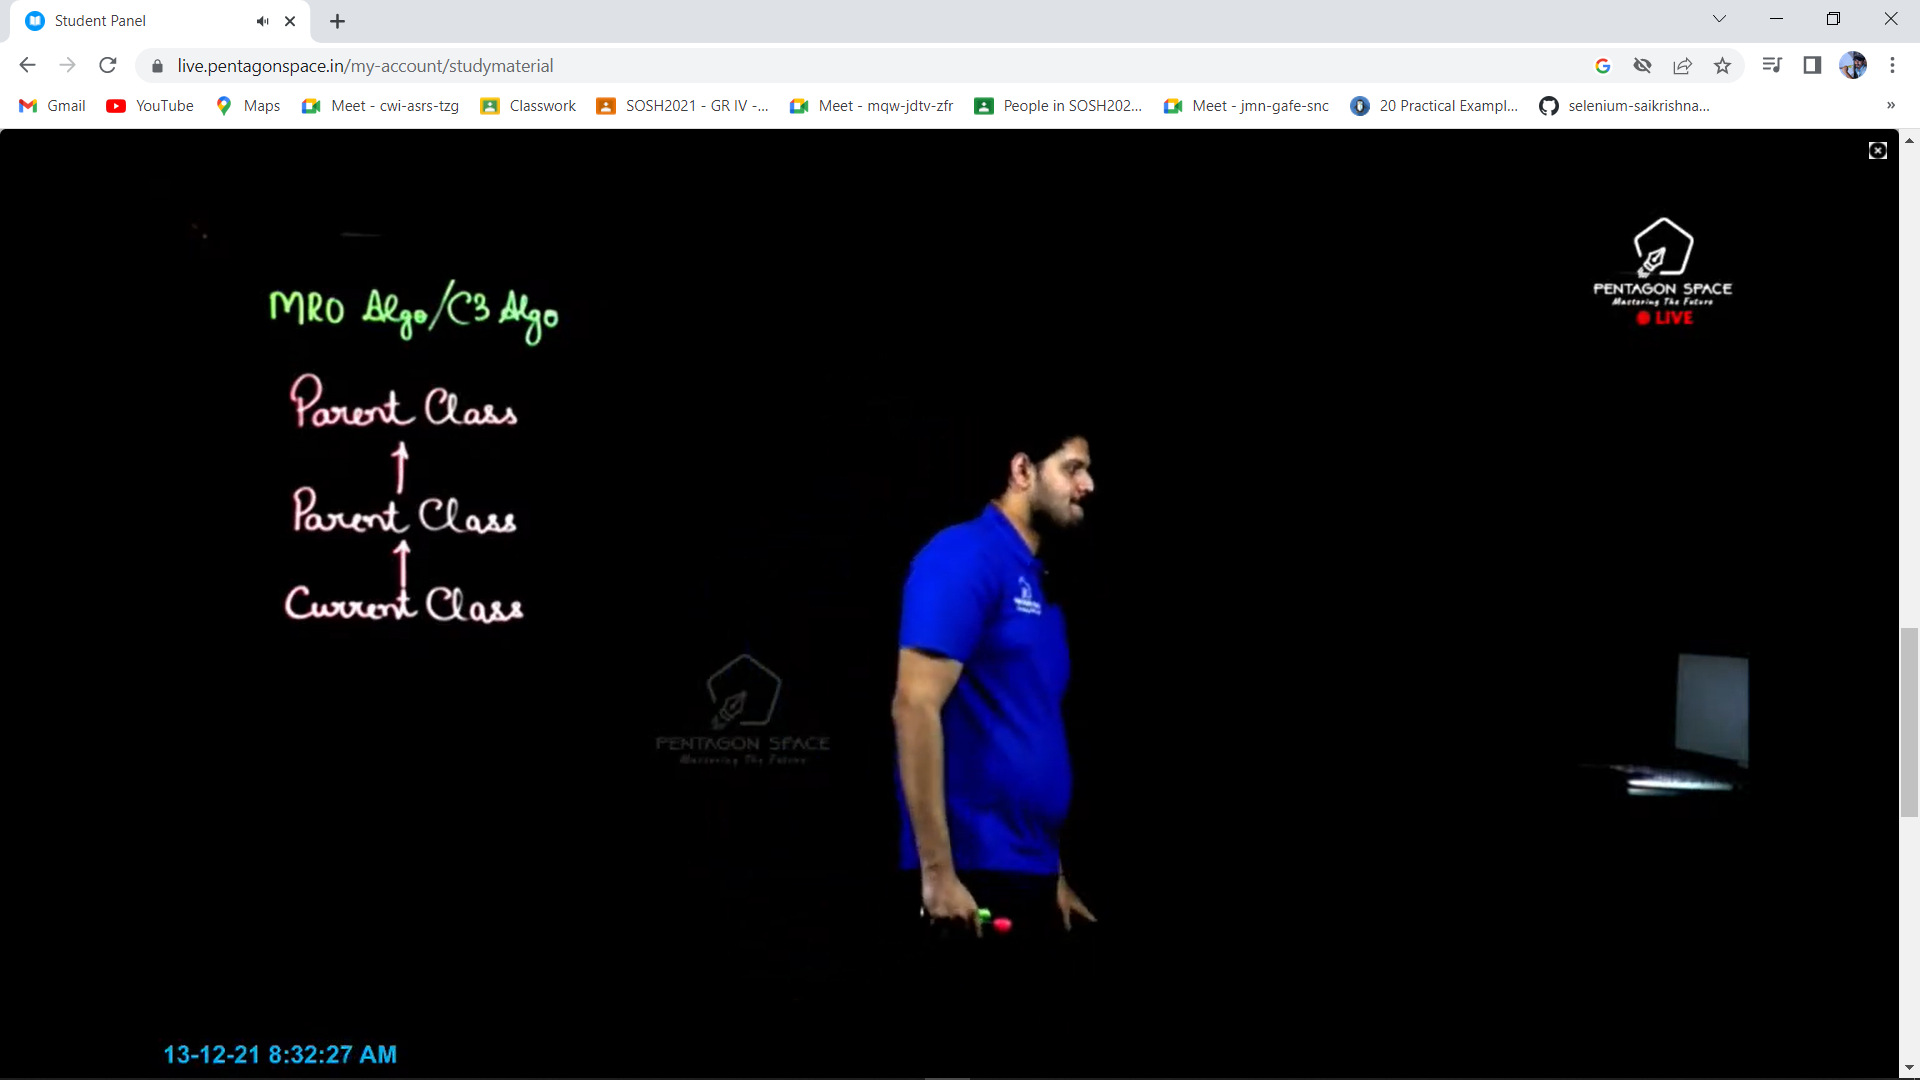 Student Panel
live.pentagonspace.in/my-account/studymaterial
Gmail YouTube Maps Meet - cwi-asrs-tzg Classwork SOSH2021 - GR IV -... Meet - mqw-jdtv-zfr People in SOSH202... Meet - jmn-gafe-snc 20 Practical Exampl... selenium-saikrishna... »
PENTAGON SPACE
Mastering The Future
LIVE
MRO Algo/C3 Algo
Parent Class
Parent Class
Current Class
PENTAGON SPACE
Mastering The Future
13-12-21 8:32:27 AM